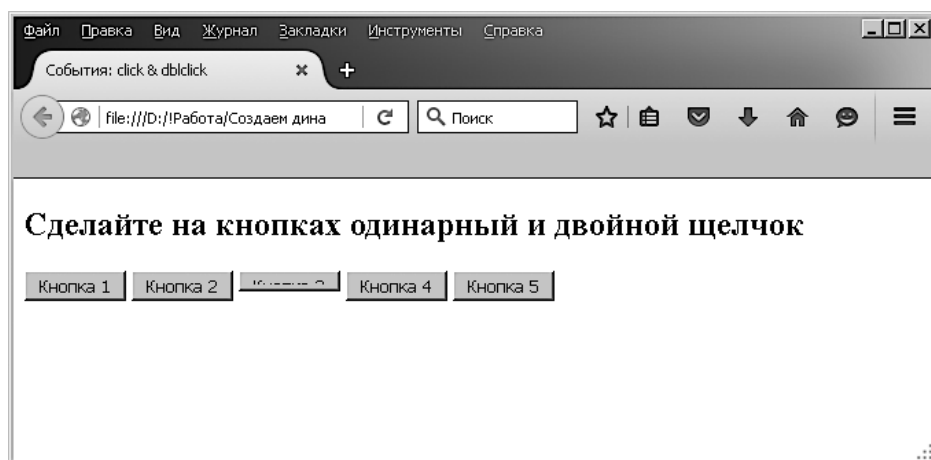 Файл Правка Вид Журнал Закладки Инструменты Справка
События: click & dblclick
file:///D:/!Работа/Создаем дина
Поиск
Сделайте на кнопках одинарный и двойной щелчок
Кнопка 1 Кнопка 2 Кнопка 4 Кнопка 5